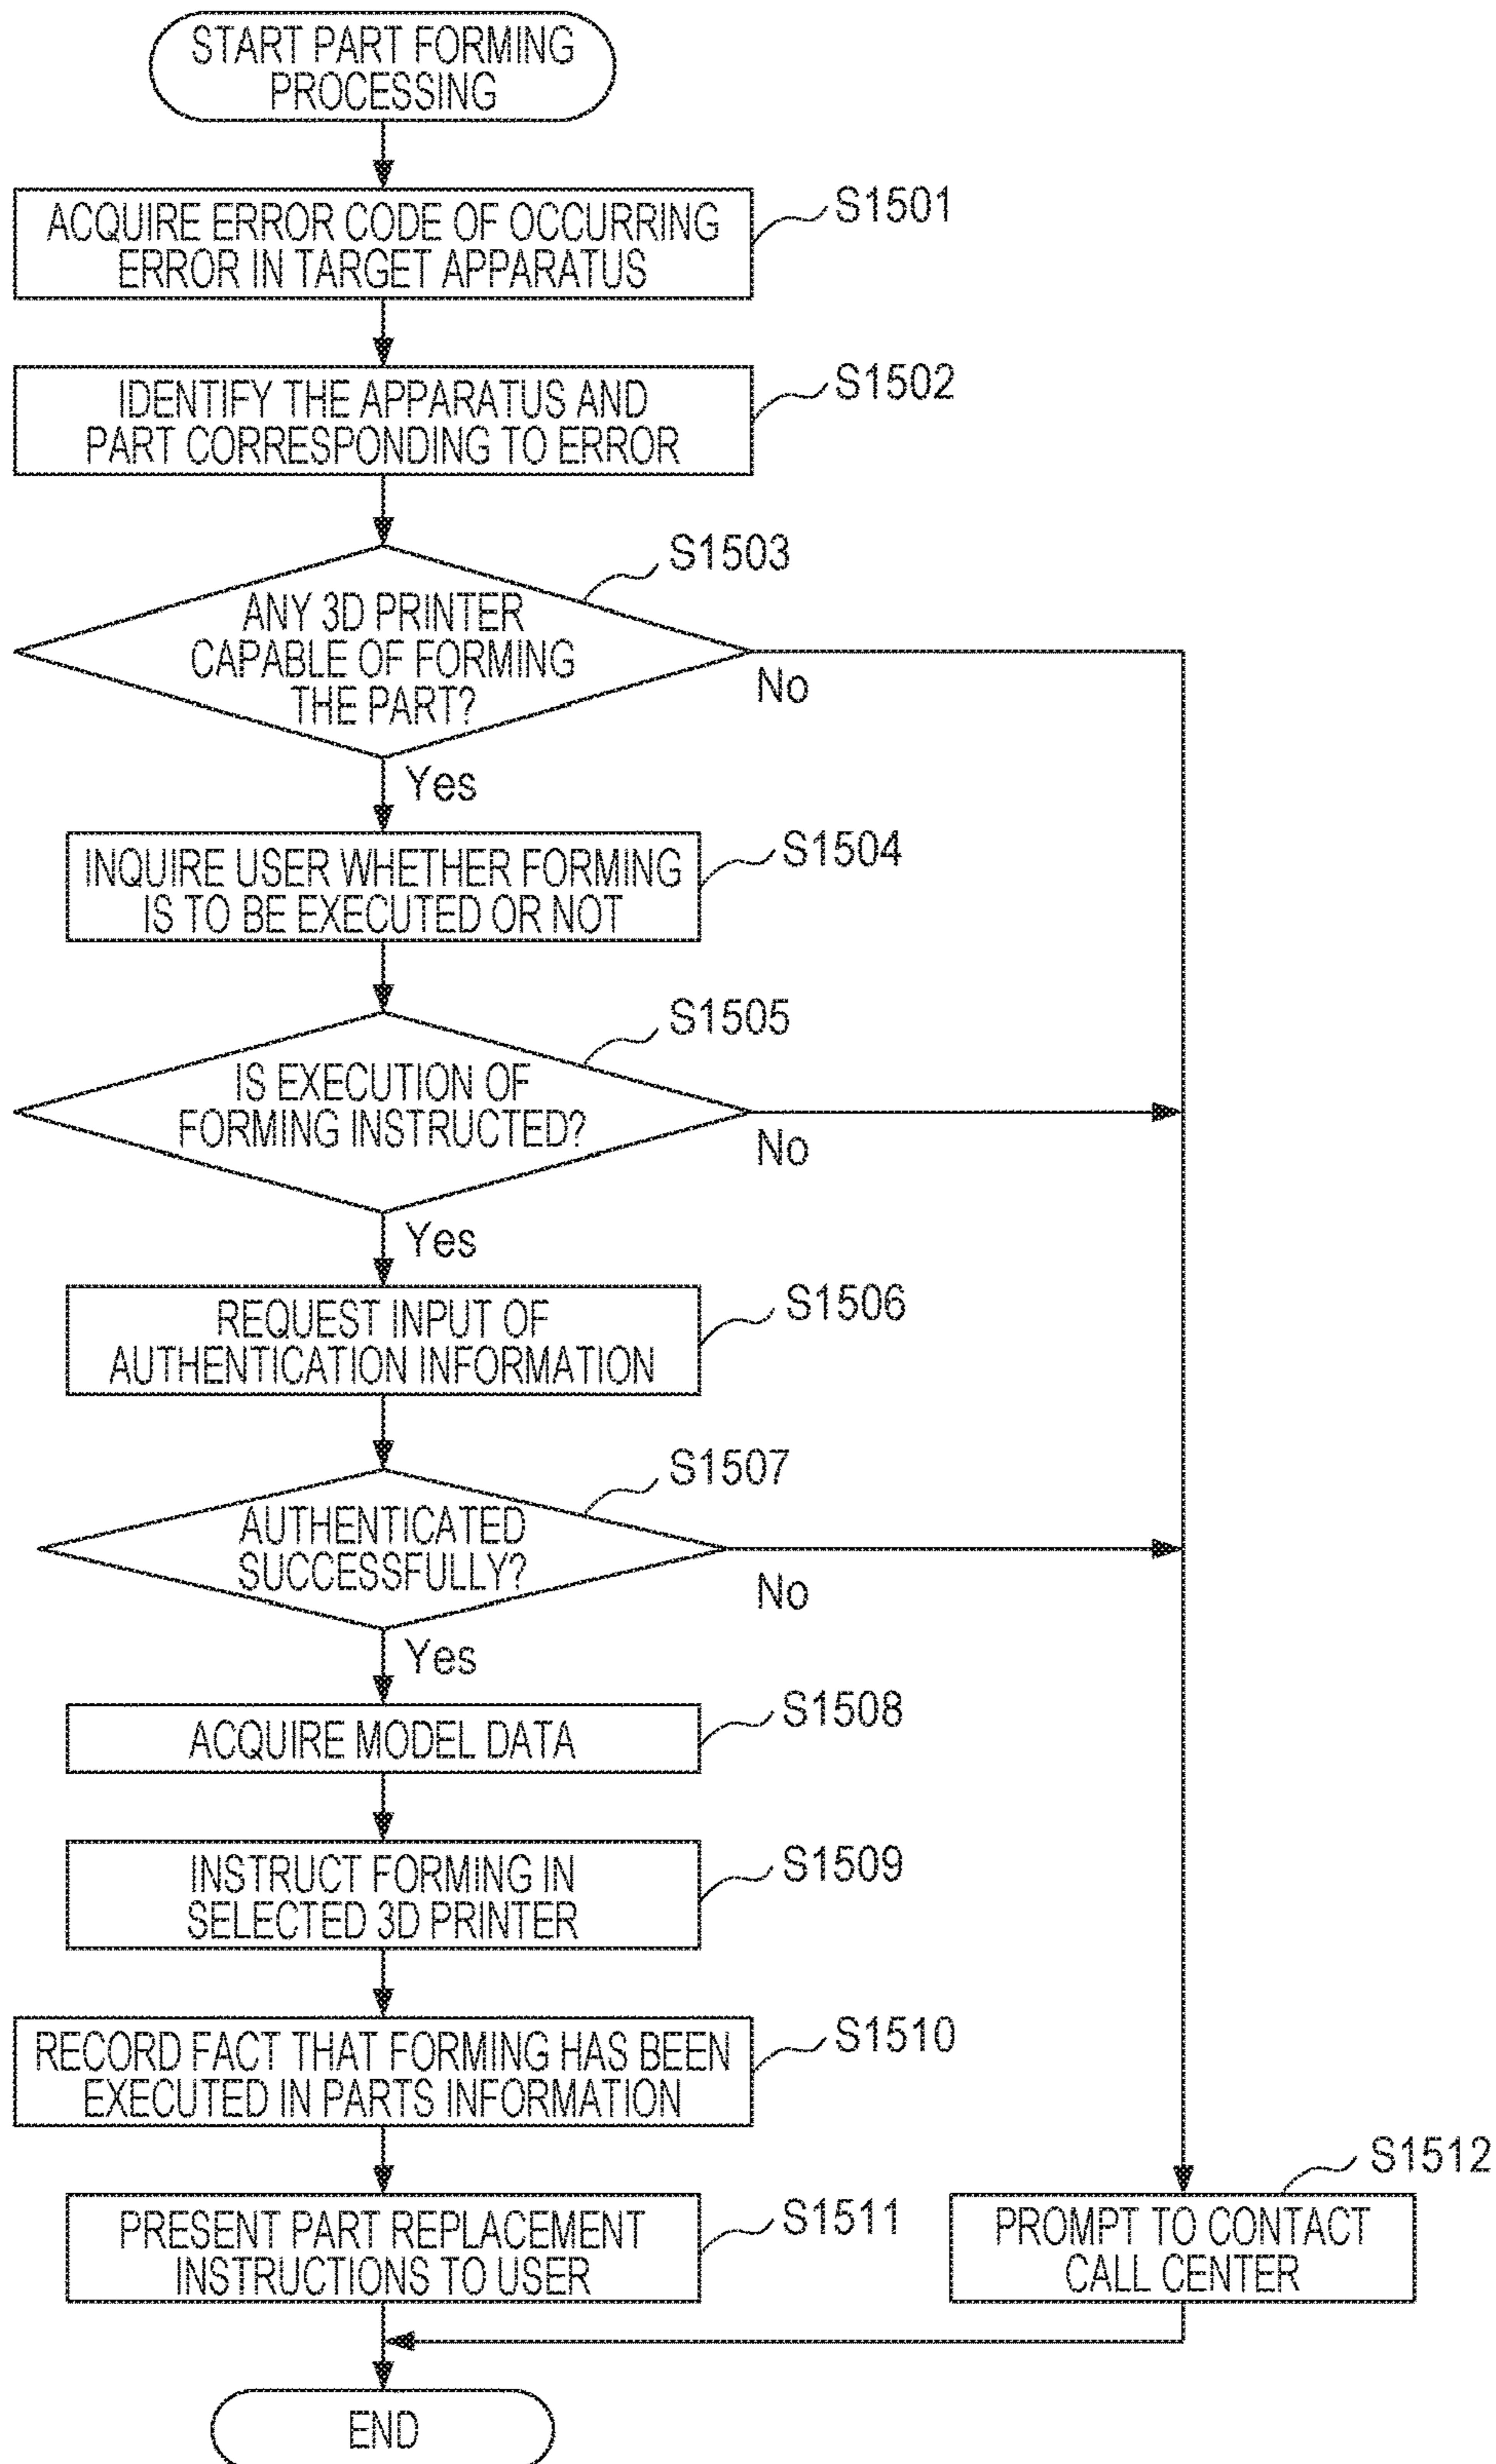 START PART FORMING
PROCESSING
S1501
ACQUIRE ERROR CODE OF OCCURRING
ERROR IN TARGET APPARATUS
S1502
IDENTIFY THE APPARATUS AND
PART CORRESPONDING TO ERROR
S1503
ANY 3D PRINTER
CAPABLE OF FORMING
THE PART?
No
Yes
S1504
INQUIRE USER WHETHER FORMING
IS TO BE EXECUTED OR NOT
S1505
IS EXECUTION OF
FORMING INSTRUCTED?
No
Yes
S1506
REQUEST INPUT OF
AUTHENTICATION INFORMATION
S1507
AUTHENTICATED
SUCCESSFULLY?
No
Yes
S1508
ACQUIRE MODEL DATA
S1509
INSTRUCT FORMING IN
SELECTED 3D PRINTER
S1510
RECORD FACT THAT FORMING HAS BEEN
EXECUTED IN PARTS INFORMATION
S1511
PRESENT PART REPLACEMENT
INSTRUCTIONS TO USER
S1512
PROMPT TO CONTACT
CALL CENTER
END